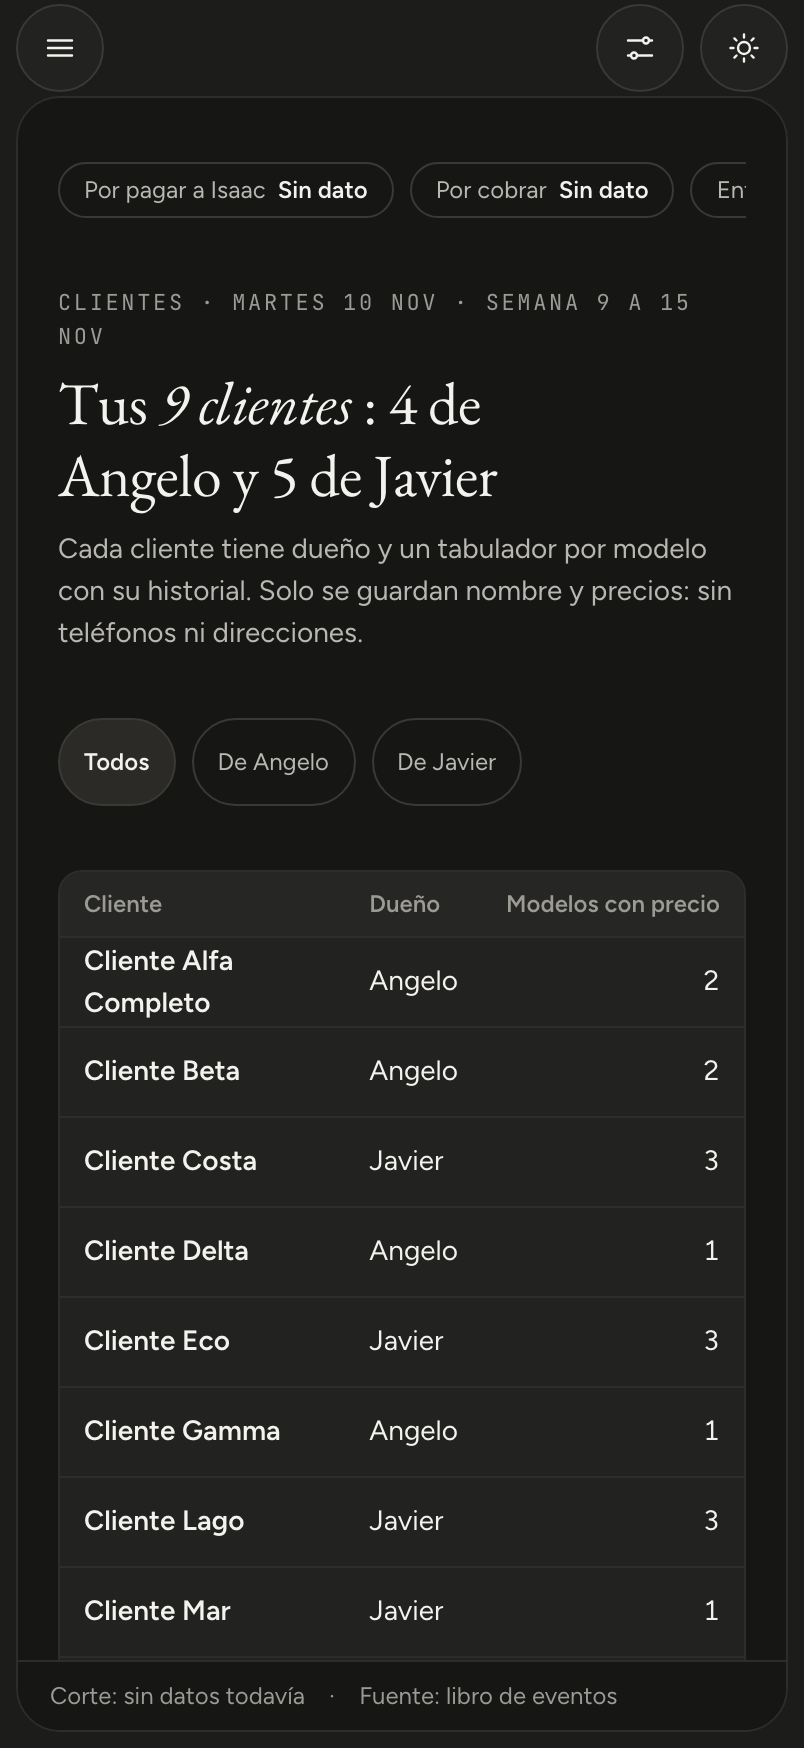 Por pagar a Isaac Sin dato Por cobrar Sin dato
CLIENTES · MARTES 10 NOV · SEMANA 9 A 15
NOV
Tus 9 clientes : 4 de
Angelo y 5 de Javier
Cada cliente tiene dueño y un tabulador por modelo
con su historial. Solo se guardan nombre y precios: sin
teléfonos ni direcciones.
Todos De Angelo De Javier
Cliente Dueño Modelos con precio
Cliente Alfa
Completo Angelo 2
Cliente Beta Angelo 2
Cliente Costa Javier 3
Cliente Delta Angelo 1
Cliente Eco Javier 3
Cliente Gamma Angelo 1
Cliente Lago Javier 3
Cliente Mar Javier 1
Corte: sin datos todavía · Fuente: libro de eventos